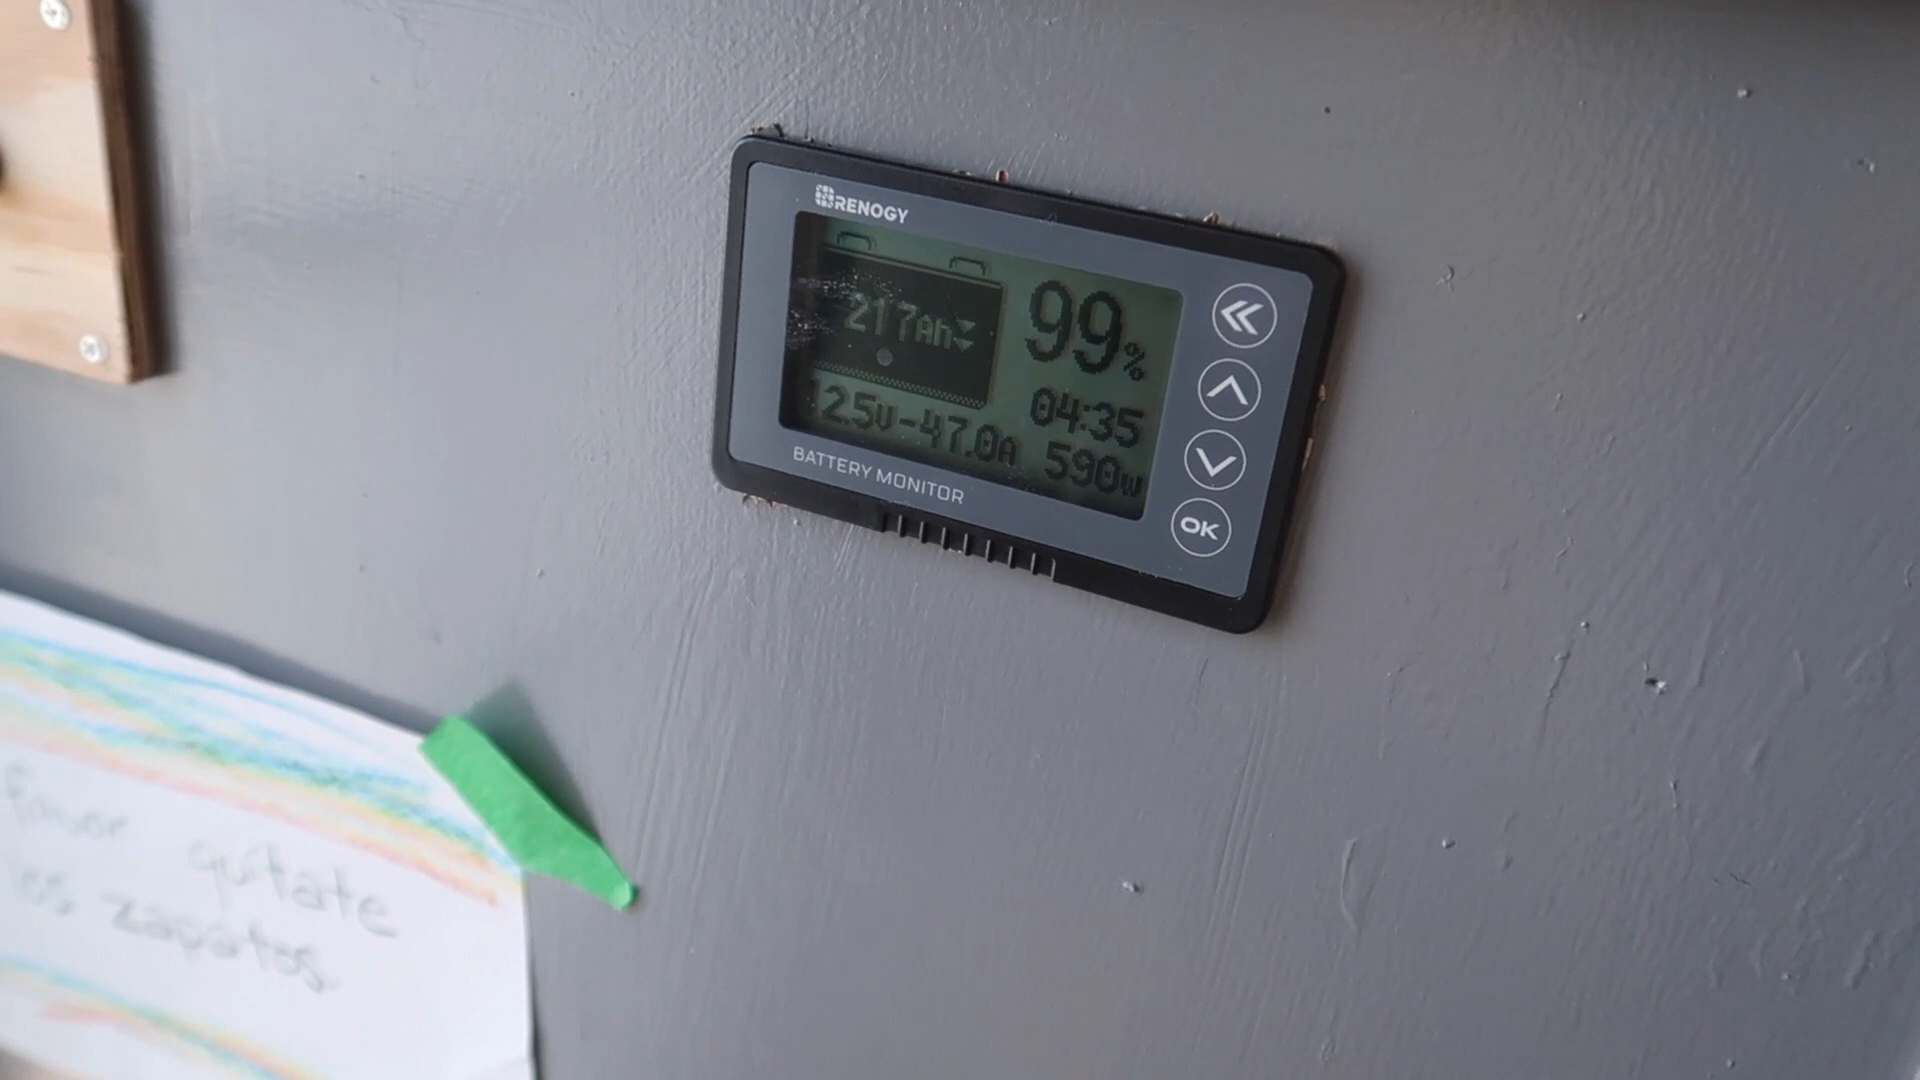 RENOGY
217Ah
99%
04:35
12.5V-47.0A
590W
BATTERY MONITOR
OK
favor quitate
los zapatos.